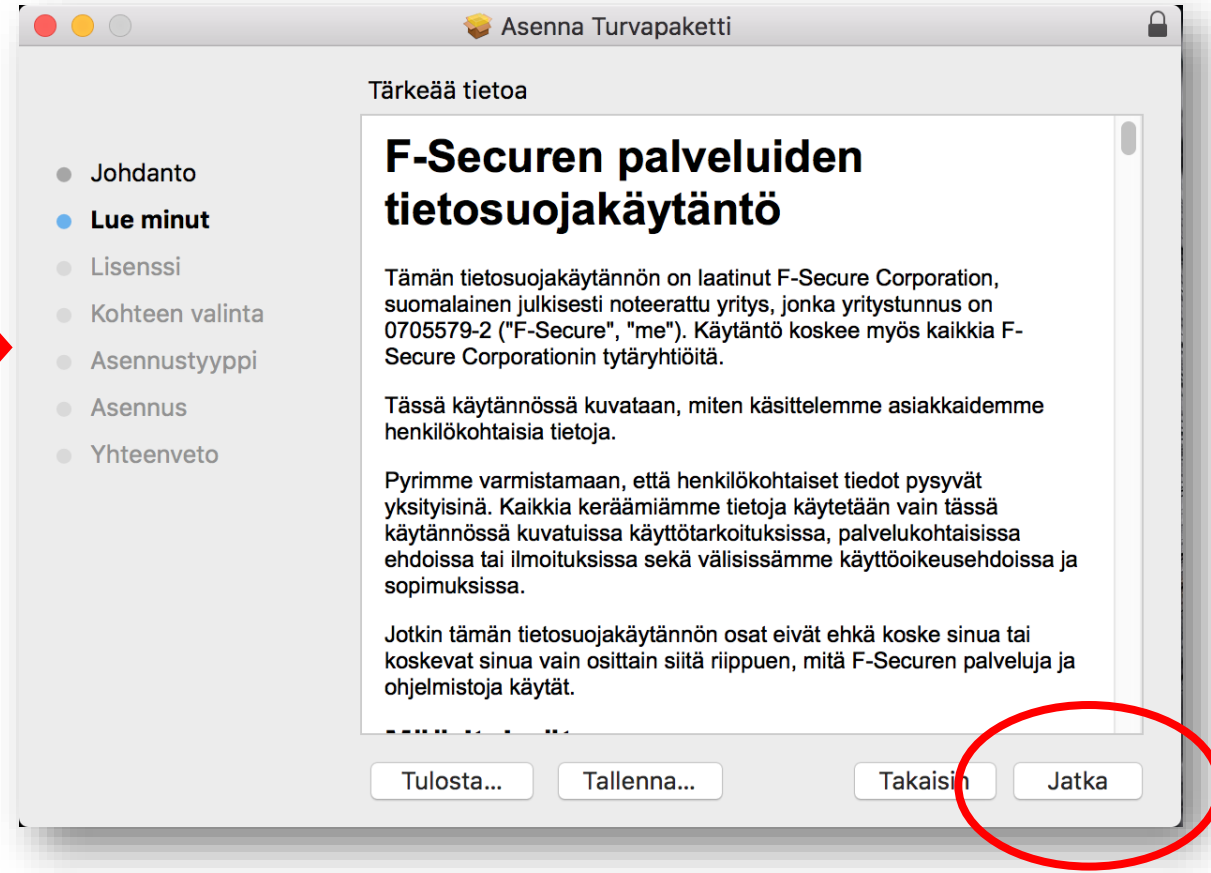 Asenna Turvapaketti
Tärkeää tietoa
Johdanto
Lue minut
Lisenssi
Kohteen valinta
Asennustyyppi
Asennus
Yhteenveto
F-Securen palveluiden
tietosuojakäytäntö
Tämän tietosuojakäytännön on laatinut F-Secure Corporation,
suomalainen julkisesti noteerattu yritys, jonka yritystunnus on
0705579-2 ("F-Secure", "me"). Käytäntö koskee myös kaikkia F-
Secure Corporationin tytäryhtiöitä.
Tässä käytännössä kuvataan, miten käsittelemme asiakkaidemme
henkilökohtaisia tietoja.
Pyrimme varmistamaan, että henkilökohtaiset tiedot pysyvät
yksityisinä. Kaikkia keräämiämme tietoja käytetään vain tässä
käytännössä kuvatuissa käyttötarkoituksissa, palvelukohtaisissa
ehdoissa tai ilmoituksissa sekä välisissämme käyttöoikeusehdoissa ja
sopimuksissa.
Jotkin tämän tietosuojakäytännön osat eivät ehkä koske sinua tai
koskevat sinua vain osittain siitä riippuen, mitä F-Securen palveluja ja
ohjelmistoja käytät.
Tulosta...
Tallenna...
Takaisin
Jatka